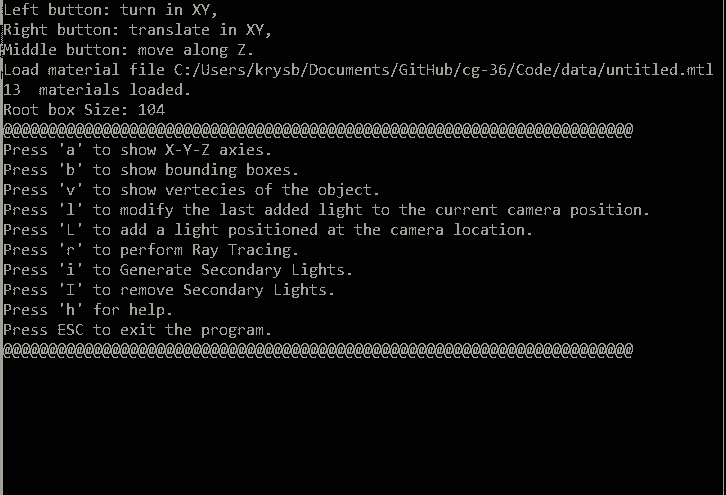 Left button: turn in XY,
Right button: translate in XY,
Middle button: move along Z.
Load material file C:/Users/krysb/Documents/GitHub/cg-36/Code/data/untitled.mtl
13  materials loaded.
Root box Size: 104
@@@@@@@@@@@@@@@@@@@@@@@@@@@@@@@@@@@@@@@@@@@@@@@@@@@@@@@@@@@@@@@@@@@@@@
Press 'a' to show X-Y-Z axies.
Press 'b' to show bounding boxes.
Press 'v' to show vertecies of the object.
Press 'l' to modify the last added light to the current camera position.
Press 'L' to add a light positioned at the camera location.
Press 'r' to perform Ray Tracing.
Press 'i' to Generate Secondary Lights.
Press 'I' to remove Secondary Lights.
Press 'h' for help.
Press ESC to exit the program.
@@@@@@@@@@@@@@@@@@@@@@@@@@@@@@@@@@@@@@@@@@@@@@@@@@@@@@@@@@@@@@@@@@@@@@